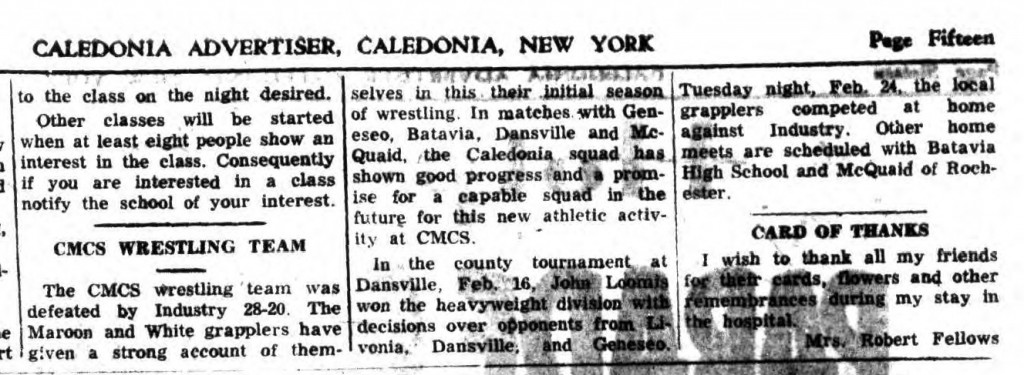 CALEDONIA ADVERTISER, CALEDONIA, NEW YORK
Page Fifteen
to the class on the night desired.
Other classes will be started
when at least eight people show an
interest in the class. Consequently
if you are interested in a class
notify the school of your interest.
CMCS WRESTLING TEAM
The CMCS wrestling team was
defeated by Industry 28-20. The
Maroon and White grapplers have
given a strong account of them-
selves in this their initial season
of wrestling. In matches with Gen-
eseo, Batavia, Dansville and Mc-
Quaid, the Caledonia squad has
shown good progress and a prom-
ise for a capable squad in the
future for this new athletic activ-
ity at CMCS.
In the county tournament at
Dansville, Feb. 16, John Loomis
won the heavyweight division with
decisions over opponents from Li-
vonia, Dansville, and Geneseo.
Tuesday night, Feb. 24, the local
grapplers competed at home
against Industry. Other home
meets are scheduled with Batavia
High School and McQuaid of Roch-
ester.
CARD OF THANKS
I wish to thank all my friends
for their cards, flowers and other
remembrances during my stay in
the hospital.
Mrs. Robert Fellows